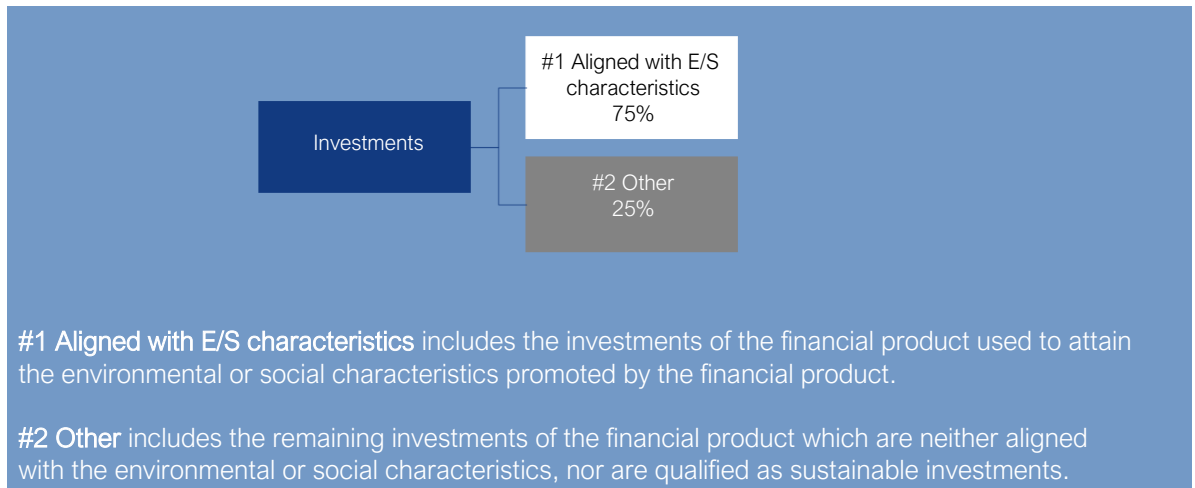 #1 Aligned with E/S
characteristics
75%
Investments
#2 Other
25%
#1 Aligned with E/S characteristics includes the investments of the financial product used to attain
the environmental or social characteristics promoted by the financial product.
#2 Other includes the remaining investments of the financial product which are neither aligned
with the environmental or social characteristics, nor are qualified as sustainable investments.